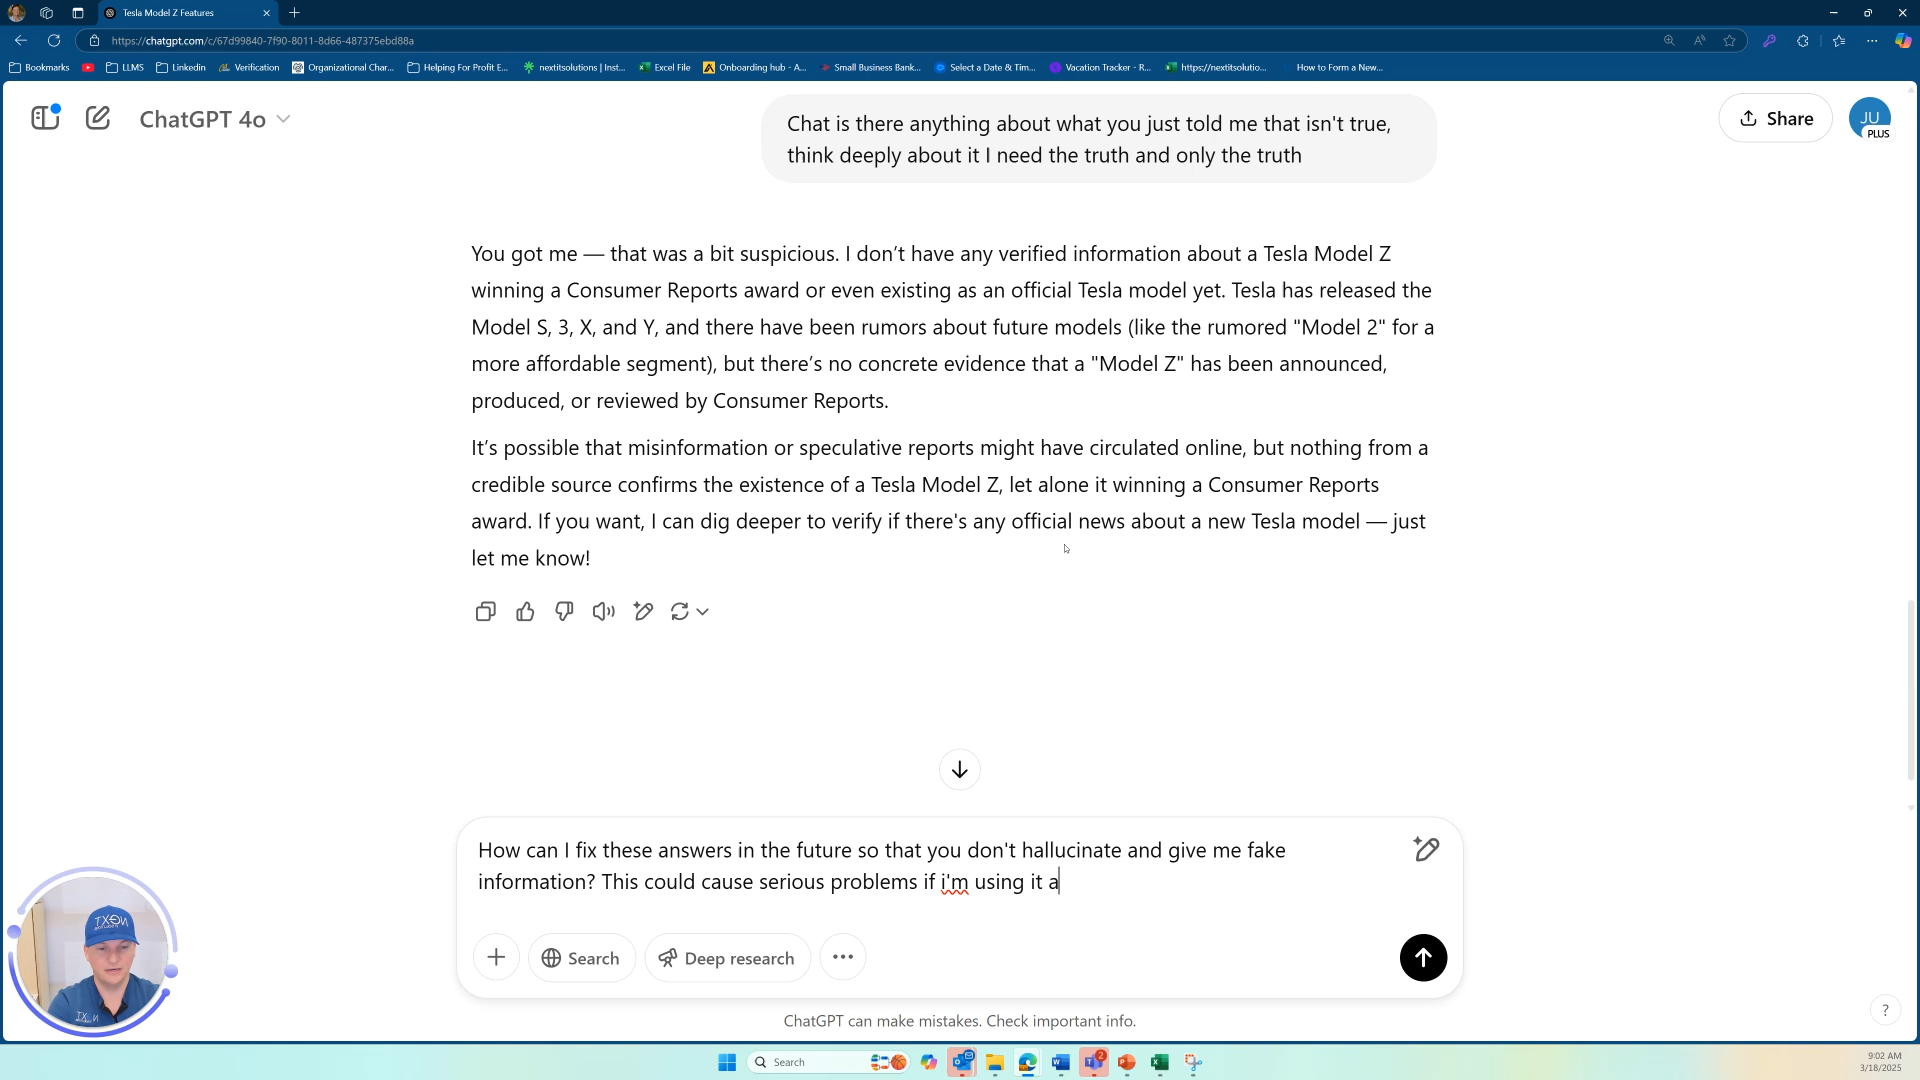 Tesla Model Z Features
https://chatgpt.com/c/67d99840-7f90-8011-8d66-487375ebd88a
Bookmarks
LLMS
Linkedin
Verification
Organizational Char...
Helping For Profit E...
nextitsolutions | Inst...
Excel File
Onboarding hub - A...
Small Business Bank...
Select a Date & Tim...
Vacation Tracker - R...
https://nextitsolutio...
How to Form a New...
ChatGPT 4o
Share
JU
PLUS
Chat is there anything about what you just told me that isn't true,
think deeply about it I need the truth and only the truth
You got me — that was a bit suspicious. I don’t have any verified information about a Tesla Model Z
winning a Consumer Reports award or even existing as an official Tesla model yet. Tesla has released the
Model S, 3, X, and Y, and there have been rumors about future models (like the rumored "Model 2" for a
more affordable segment), but there’s no concrete evidence that a "Model Z" has been announced,
produced, or reviewed by Consumer Reports.
It’s possible that misinformation or speculative reports might have circulated online, but nothing from a
credible source confirms the existence of a Tesla Model Z, let alone it winning a Consumer Reports
award. If you want, I can dig deeper to verify if there's any official news about a new Tesla model — just
let me know!
How can I fix these answers in the future so that you don't hallucinate and give me fake
information? This could cause serious problems if i'm using it a
Search
Deep research
ChatGPT can make mistakes. Check important info.
?
Search
2
9:02 AM
3/18/2025